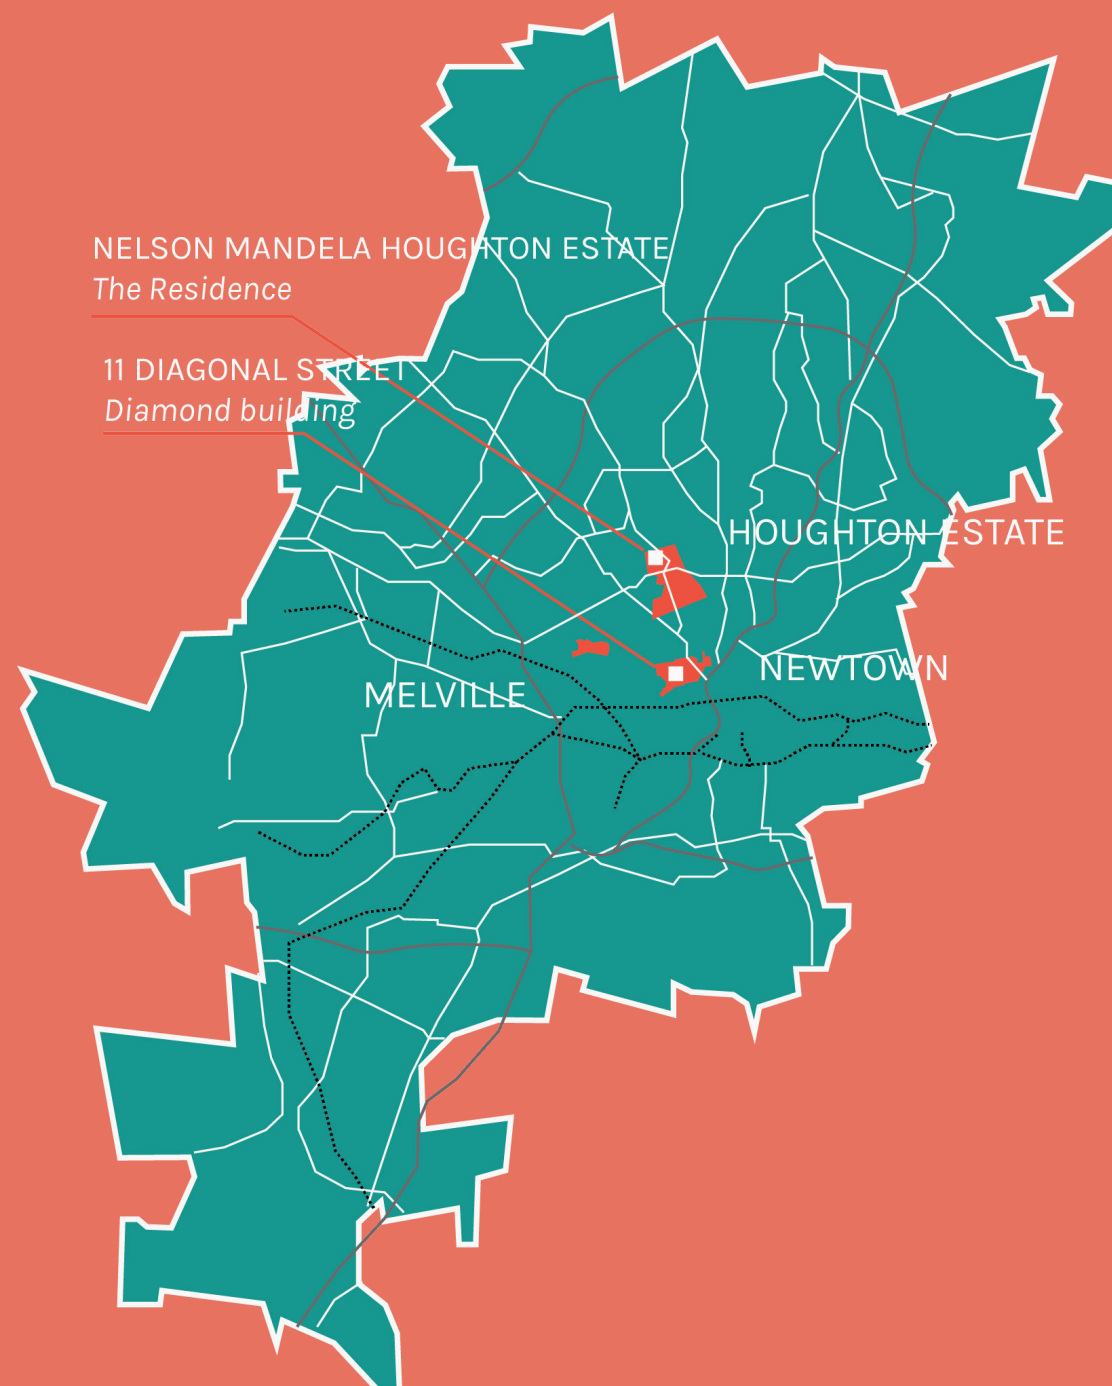 NELSON MANDELA HOUGHTON ESTATE
The Residence
11 DIAGONAL STREET
Diamond building
HOUGHTON ESTATE
NEWTOWN
MELVILLE